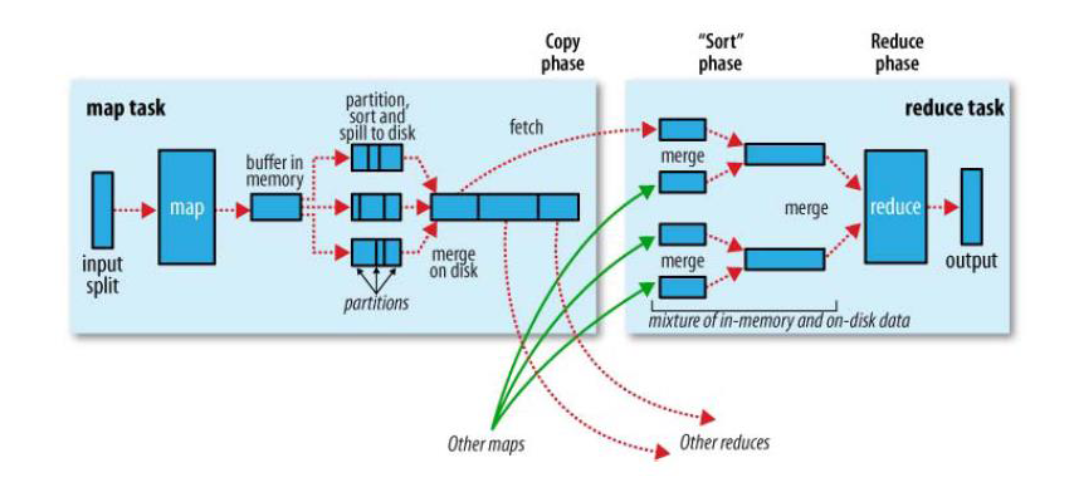 Copy
phase
“Sort”
phase
Reduce
phase
map task
partition,
sort and
spill to disk
fetch
reduce task
buffer in
memory
merge
map
merge
reduce
input
split
merge
on disk
merge
output
partitions
mixture of in-memory and on-disk data
Other maps
Other reduces